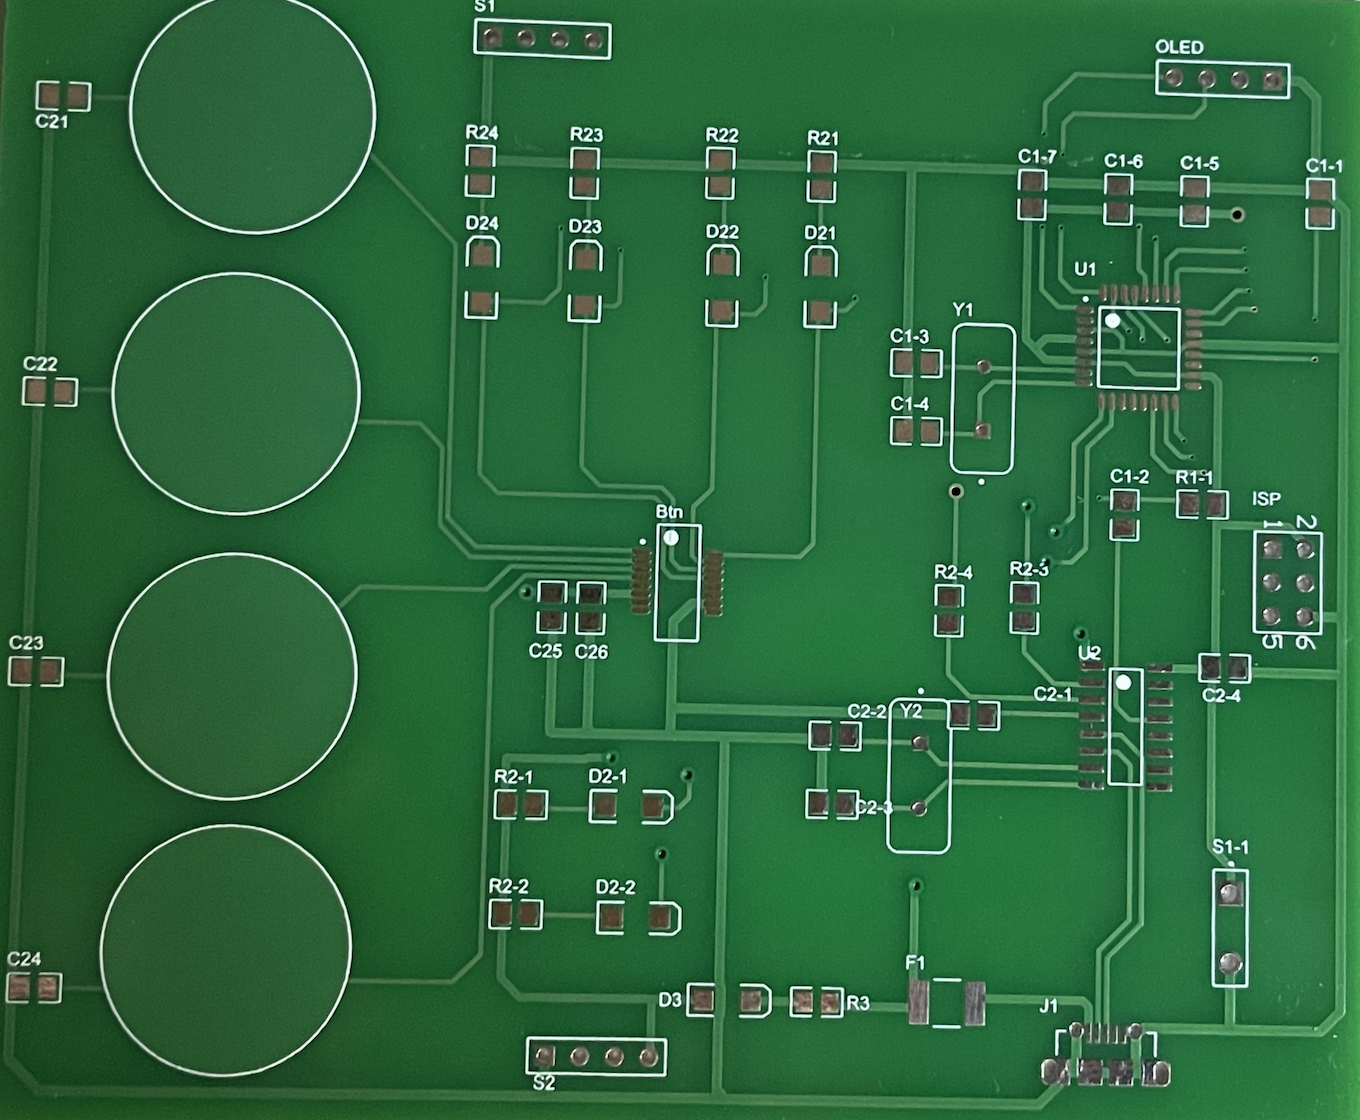 S1
OLED
C21
R24 R23 R22 R21
C1-7 C1-6 C1-5 C1-1
D24 D23 D22 D21
U1
Y1
C1-3
C22
C1-4
C1-2 R1-1 ISP
1 2
Btn
R2-4 R2-3
5 6
C23
C25 C26
U2
C2-1 C2-4
C2-2 Y2
R2-1 D2-1
C2-3
S1-1
R2-2 D2-2
C24
F1
D3 R3 J1
S2